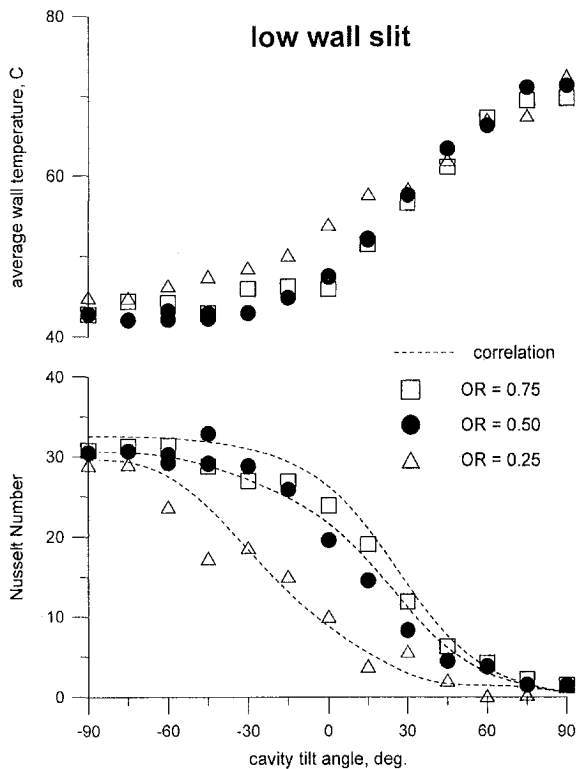 low wall slit
80
60
40
average wall temperature, C
correlation
OR = 0.75
OR = 0.50
OR = 0.25
40
30
20
10
0
Nusselt Number
-90 -60 -30 0 30 60 90
cavity tilt angle, deg.